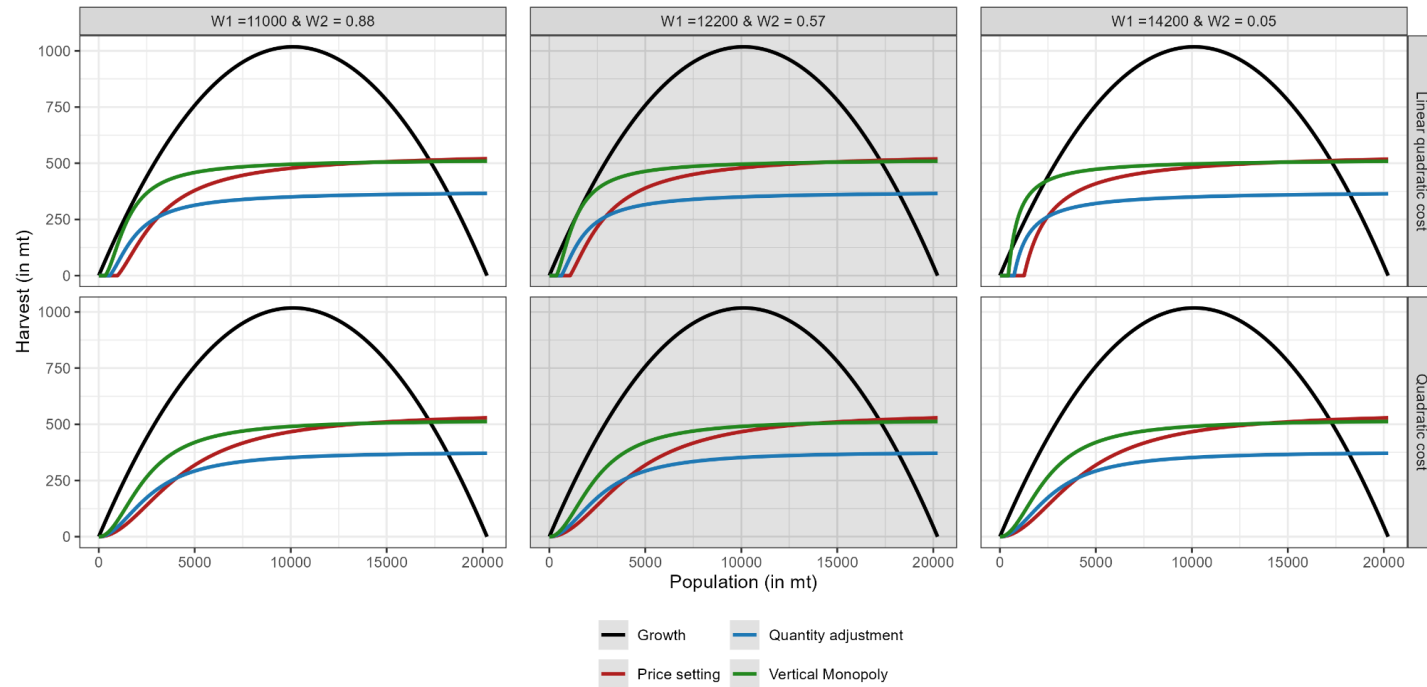 W1 =11000 & W2 = 0.88
W1 =12200 & W2 = 0.57
W1 =14200 & W2 = 0.05
1000
750
500
250
0
Linear quadratic cost
1000
750
500
250
0
Quadratic cost
Harvest (in mt)
0 5000 10000 15000 20000
0 5000 10000 15000 20000
0 5000 10000 15000 20000
Population (in mt)
Growth
Quantity adjustment
Price setting
Vertical Monopoly